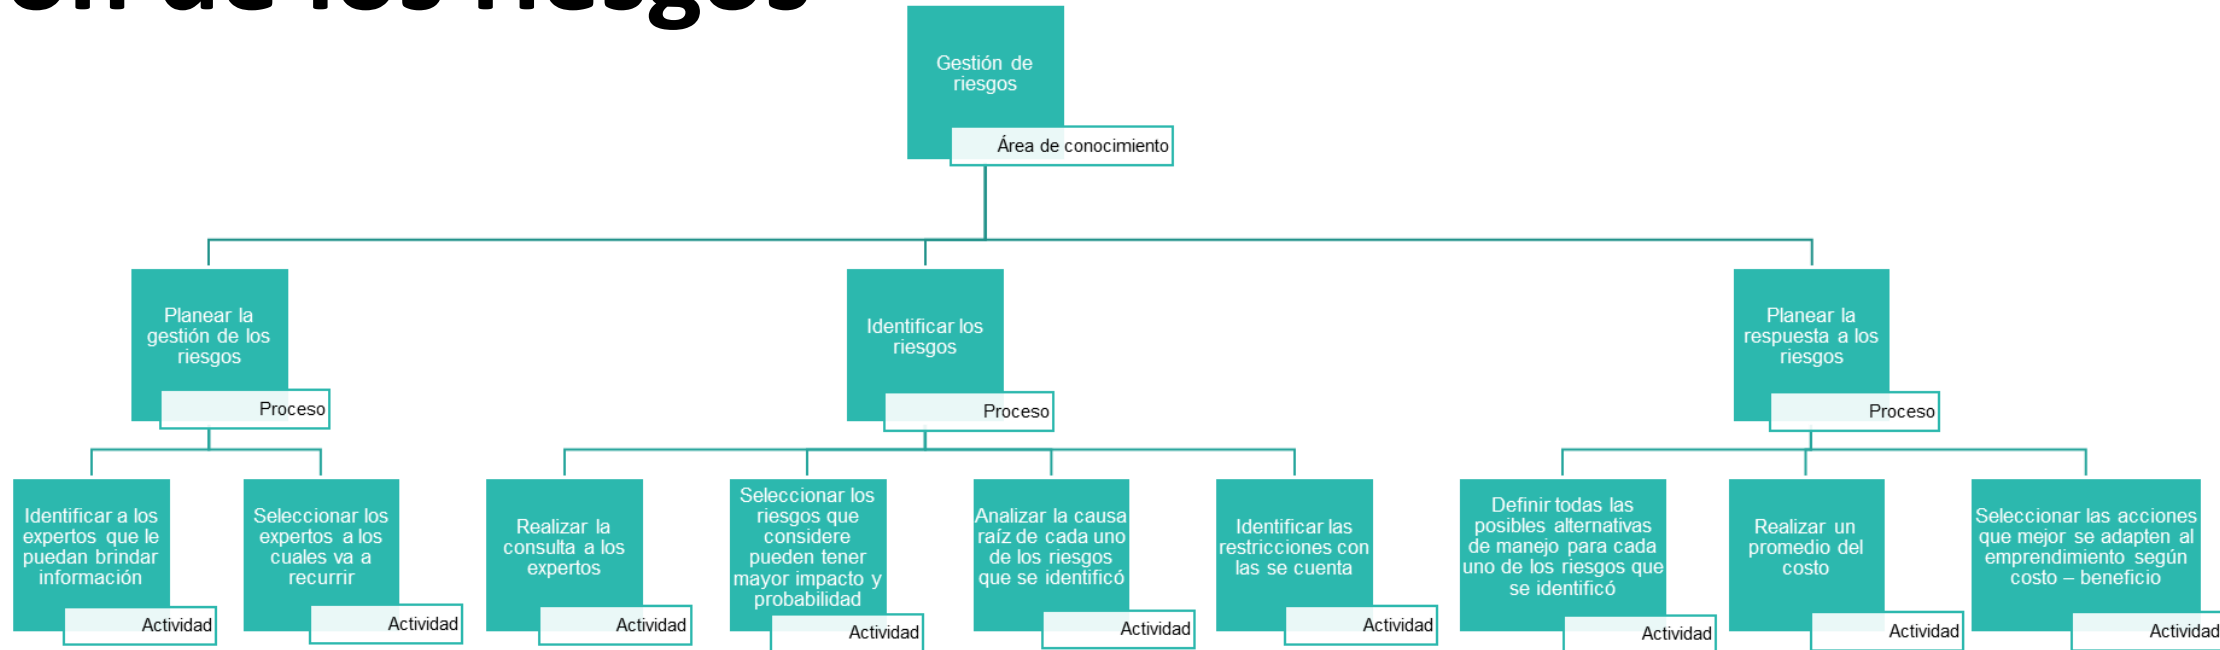 ón de los riesgos
Gestión de
riesgos
Área de conocimiento
Planear la
gestión de los
riesgos
Proceso
Identificar los
riesgos
Proceso
Planear la
respuesta a los
riesgos
Proceso
Identificar a los
expertos que le
puedan brindar
información
Actividad
Seleccionar los
expertos a los
cuales va a
recurrir
Actividad
Realizar la
consulta a los
expertos
Actividad
Seleccionar los
riesgos que
considere
pueden tener
mayor impacto y
probabilidad
Actividad
Analizar la causa
raíz de cada uno
de los riesgos
que se identificó
Actividad
Identificar las
restricciones con
las se cuenta
Actividad
Definir todas las
posibles alternativas
de manejo para cada
uno de los riesgos que
se identificó
Actividad
Realizar un
promedio del
costo
Actividad
Seleccionar las acciones
que mejor se adapten al
emprendimiento según
costo – beneficio
Actividad